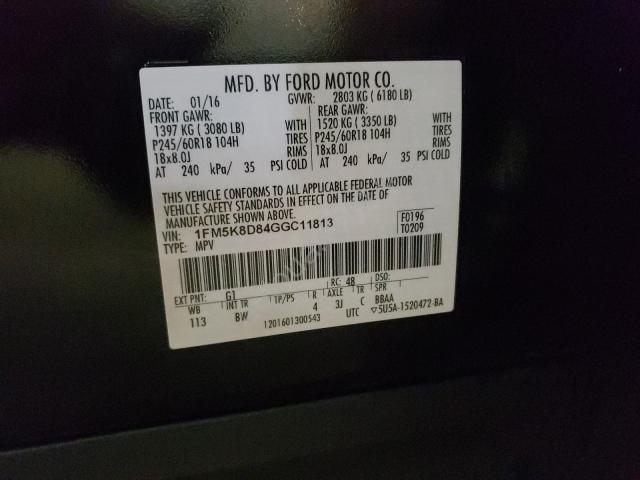 MFD. BY FORD MOTOR CO.
DATE: 01/16 GVWR: 2803 KG ( 6180 LB)
FRONT GAWR: REAR GAWR:
1397 KG ( 3080 LB) WITH 1520 KG ( 3350 LB) WITH
P245/60R18 104H TIRES P245/60R18 104H TIRES
18x8.0J RIMS 18x8.0J RIMS
AT 240 kPa/ 35 PSI COLD AT 240 kPa/ 35 PSI COLD
THIS VEHICLE CONFORMS TO ALL APPLICABLE FEDERAL MOTOR
VEHICLE SAFETY STANDARDS IN EFFECT ON THE DATE OF
MANUFACTURE SHOWN ABOVE.
VIN: 1FM5K8D84GGC11813 F0196
TYPE: MPV T0209
EXT PNT: G1 RC: 48 DSO:
WB INT TR TP/PS R AXLE TR SPR
113 BW 4 3J C BBAA
1201601300543 UTC ▽5U5A-1520472-BA